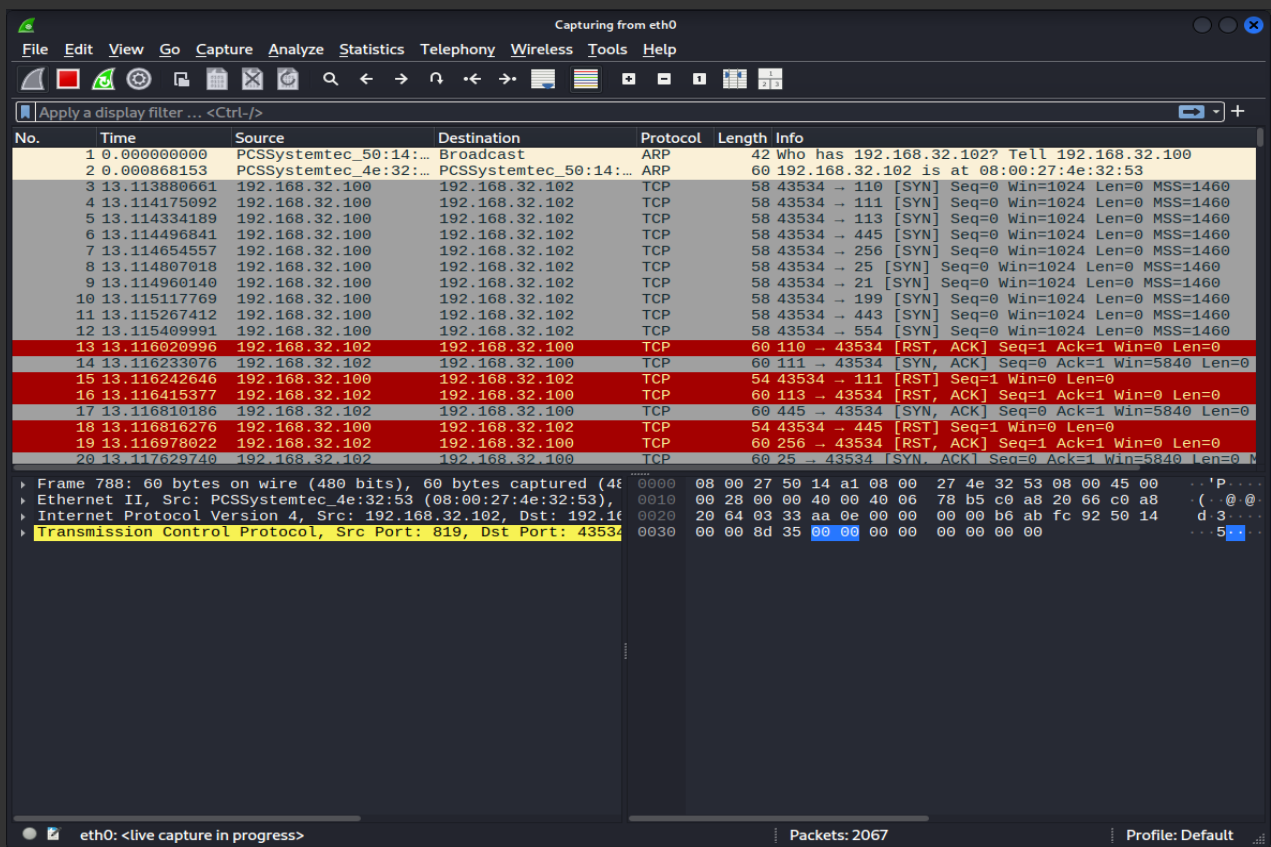 Capturing from eth0
File Edit View Go Capture Analyze Statistics Telephony Wireless Tools Help
Apply a display filter ... <Ctrl-/>
No. Time Source Destination Protocol Length Info
1 0.000000000 PCSSystemtec_50:14:… Broadcast ARP 42 Who has 192.168.32.102? Tell 192.168.32.100
2 0.000868153 PCSSystemtec_4e:32:… PCSSystemtec_50:14:… ARP 60 192.168.32.102 is at 08:00:27:4e:32:53
3 13.113880661 192.168.32.100 192.168.32.102 TCP 58 43534 → 110 [SYN] Seq=0 Win=1024 Len=0 MSS=1460
4 13.114175092 192.168.32.100 192.168.32.102 TCP 58 43534 → 111 [SYN] Seq=0 Win=1024 Len=0 MSS=1460
5 13.114334189 192.168.32.100 192.168.32.102 TCP 58 43534 → 113 [SYN] Seq=0 Win=1024 Len=0 MSS=1460
6 13.114496841 192.168.32.100 192.168.32.102 TCP 58 43534 → 445 [SYN] Seq=0 Win=1024 Len=0 MSS=1460
7 13.114654557 192.168.32.100 192.168.32.102 TCP 58 43534 → 256 [SYN] Seq=0 Win=1024 Len=0 MSS=1460
8 13.114807018 192.168.32.100 192.168.32.102 TCP 58 43534 → 25 [SYN] Seq=0 Win=1024 Len=0 MSS=1460
9 13.114960140 192.168.32.100 192.168.32.102 TCP 58 43534 → 21 [SYN] Seq=0 Win=1024 Len=0 MSS=1460
10 13.115117769 192.168.32.100 192.168.32.102 TCP 58 43534 → 199 [SYN] Seq=0 Win=1024 Len=0 MSS=1460
11 13.115267412 192.168.32.100 192.168.32.102 TCP 58 43534 → 443 [SYN] Seq=0 Win=1024 Len=0 MSS=1460
12 13.115409991 192.168.32.100 192.168.32.102 TCP 58 43534 → 554 [SYN] Seq=0 Win=1024 Len=0 MSS=1460
13 13.116020996 192.168.32.102 192.168.32.100 TCP 60 110 → 43534 [RST, ACK] Seq=1 Ack=1 Win=0 Len=0
14 13.116233076 192.168.32.102 192.168.32.100 TCP 60 111 → 43534 [SYN, ACK] Seq=0 Ack=1 Win=5840 Len=0
15 13.116242646 192.168.32.100 192.168.32.102 TCP 54 43534 → 111 [RST] Seq=1 Win=0 Len=0
16 13.116415377 192.168.32.102 192.168.32.100 TCP 60 113 → 43534 [RST, ACK] Seq=1 Ack=1 Win=0 Len=0
17 13.116810186 192.168.32.102 192.168.32.100 TCP 60 445 → 43534 [SYN, ACK] Seq=0 Ack=1 Win=5840 Len=0
18 13.116816276 192.168.32.100 192.168.32.102 TCP 54 43534 → 445 [RST] Seq=1 Win=0 Len=0
19 13.116978022 192.168.32.102 192.168.32.100 TCP 60 256 → 43534 [RST, ACK] Seq=1 Ack=1 Win=0 Len=0
20 13.117629740 192.168.32.102 192.168.32.100 TCP 60 25 → 43534 [SYN, ACK] Seq=0 Ack=1 Win=5840 Len=0 M
Frame 788: 60 bytes on wire (480 bits), 60 bytes captured (48
Ethernet II, Src: PCSSystemtec_4e:32:53 (08:00:27:4e:32:53),
Internet Protocol Version 4, Src: 192.168.32.102, Dst: 192.16
Transmission Control Protocol, Src Port: 819, Dst Port: 43534
0000 08 00 27 50 14 a1 08 00 27 4e 32 53 08 00 45 00 ··'P····
0010 00 28 00 00 40 00 40 06 78 b5 c0 a8 20 66 c0 a8 ·(··@·@·
0020 20 64 03 33 aa 0e 00 00 00 00 b6 ab fc 92 50 14 d·3····
0030 00 00 8d 35 00 00 00 00 00 00 00 00 ···5····
eth0: <live capture in progress> Packets: 2067 Profile: Default